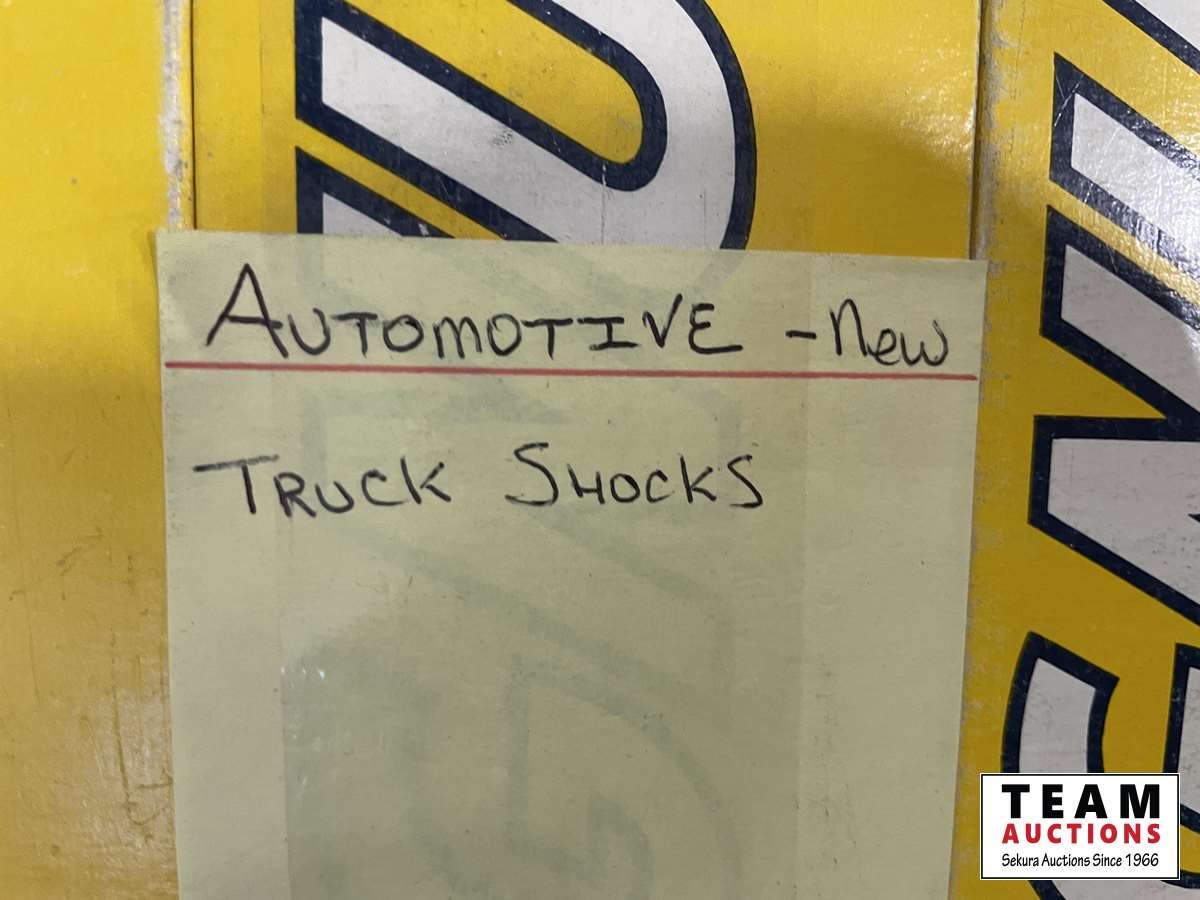 AUTOMOTIVE - New
TRUCK SHOCKS
TEAM
AUCTIONS
Sekura Auctions Since 1966